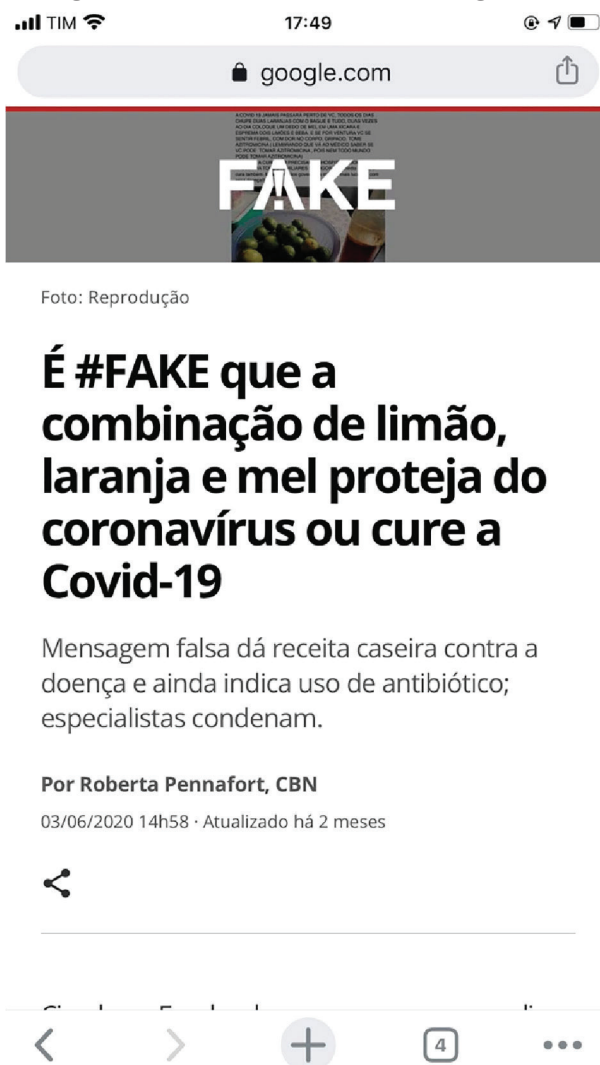 TIM
17:49
google.com
FAKE
Foto: Reprodução
É #FAKE que a
combinação de limão,
laranja e mel proteja do
coronavírus ou cure a
Covid-19
Mensagem falsa dá receita caseira contra a
doença e ainda indica uso de antibiótico;
especialistas condenam.
Por Roberta Pennafort, CBN
03/06/2020 14h58 · Atualizado há 2 meses
4